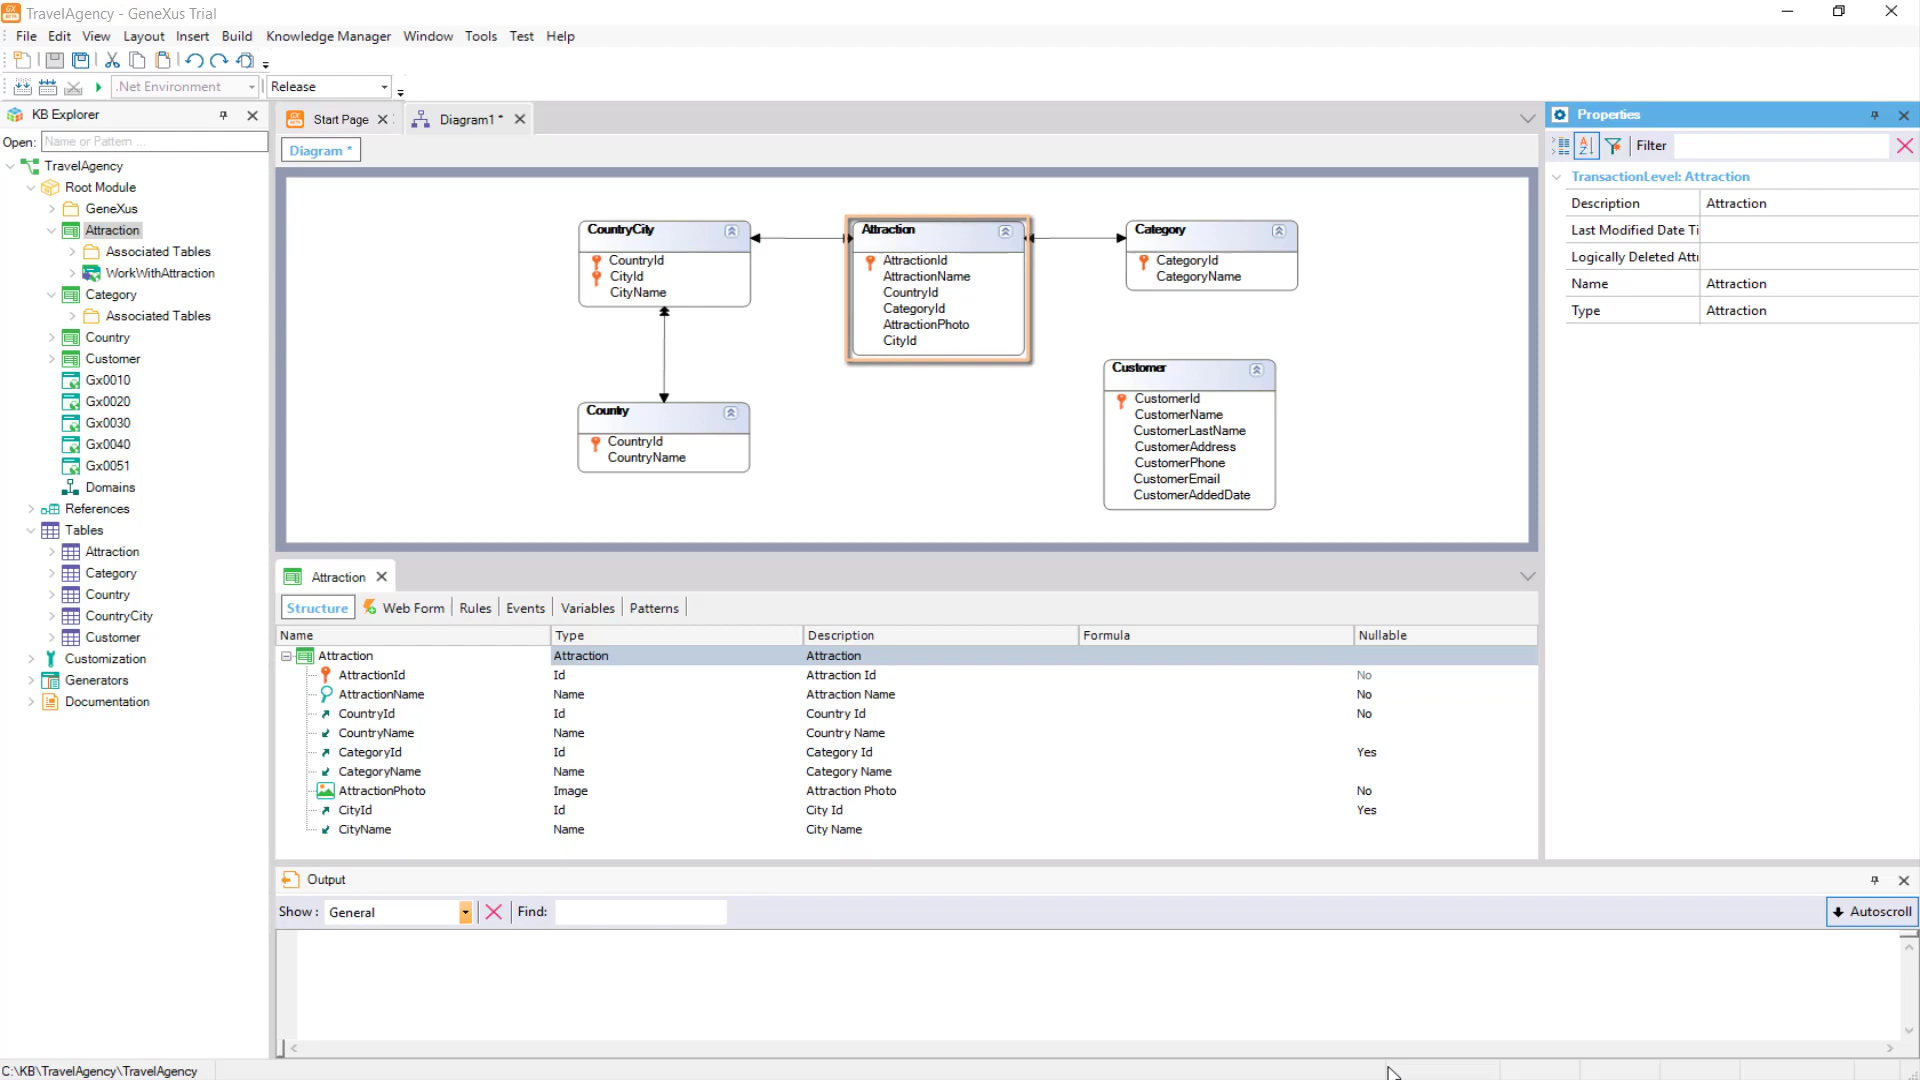 TravelAgency - GeneXus Trial
File Edit View Layout Insert Build Knowledge Manager Window Tools Test Help
.Net Environment Release
KB Explorer
Open: Name or Pattern ...
TravelAgency
Root Module
GeneXus
Attraction
Associated Tables
WorkWithAttraction
Category
Associated Tables
Country
Customer
Gx0010
Gx0020
Gx0030
Gx0040
Gx0051
Domains
References
Tables
Attraction
Category
Country
CountryCity
Customer
Customization
Generators
Documentation
Start Page Diagram1 *
Diagram *
CountryCity
CountryId
CityId
CityName
Attraction
AttractionId
AttractionName
CountryId
CategoryId
AttractionPhoto
CityId
Category
CategoryId
CategoryName
Country
CountryId
CountryName
Customer
CustomerId
CustomerName
CustomerLastName
CustomerAddress
CustomerPhone
CustomerEmail
CustomerAddedDate
Attraction
Structure Web Form Rules Events Variables Patterns
Name Type Description Formula Nullable
Attraction Attraction Attraction
AttractionId Id Attraction Id No
AttractionName Name Attraction Name No
CountryId Id Country Id No
CountryName Name Country Name
CategoryId Id Category Id Yes
CategoryName Name Category Name
AttractionPhoto Image Attraction Photo No
CityId Id City Id Yes
CityName Name City Name
Output
Show : General Find: Autoscroll
Properties
Filter
TransactionLevel: Attraction
Description Attraction
Last Modified Date Ti
Logically Deleted Attr
Name Attraction
Type Attraction
C:\KB\TravelAgency\TravelAgency